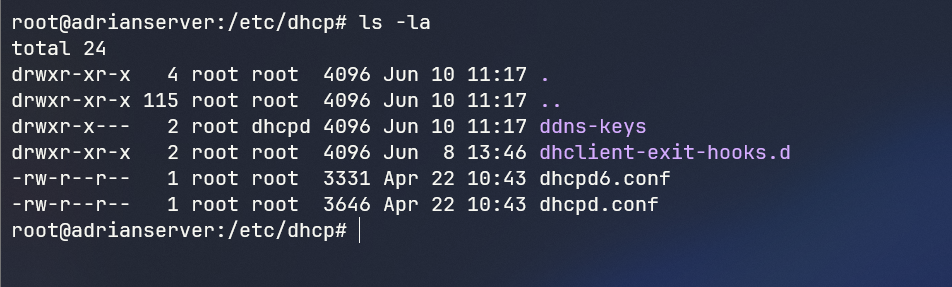 root@adrianserver:/etc/dhcp# ls -la
total 24
drwxr-xr-x   4 root root  4096 Jun 10 11:17 .
drwxr-xr-x 115 root root  4096 Jun 10 11:17 ..
drwxr-x---   2 root dhcpd 4096 Jun 10 11:17 ddns-keys
drwxr-xr-x   2 root root  4096 Jun  8 13:46 dhclient-exit-hooks.d
-rw-r--r--   1 root root  3331 Apr 22 10:43 dhcpd6.conf
-rw-r--r--   1 root root  3646 Apr 22 10:43 dhcpd.conf
root@adrianserver:/etc/dhcp#